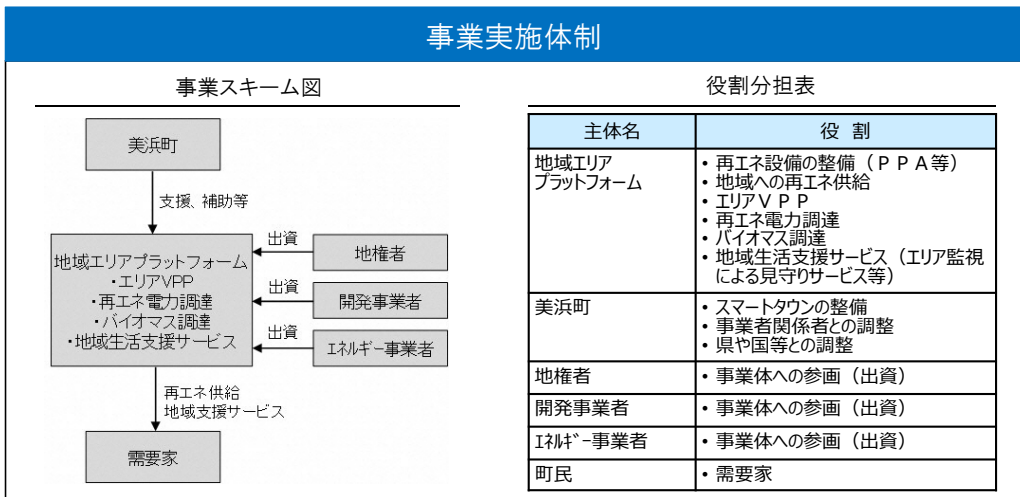 事業実施体制
事業スキーム図
美浜町
支援、補助等
地域エリアプラットフォーム
・エリアVPP
・再エネ電力調達
・バイオマス調達
・地域生活支援サービス
出資
地権者
出資
開発事業者
出資
エネルギー事業者
再エネ供給
地域支援サービス
需要家
役割分担表
主体名
役 割
地域エリア
プラットフォーム
・再エネ設備の整備（ＰＰＡ等）
・地域への再エネ供給
・エリアＶＰＰ
・再エネ電力調達
・バイオマス調達
・地域生活支援サービス（エリア監視
による見守りサービス等）
美浜町
・スマートタウンの整備
・事業者関係者との調整
・県や国等との調整
地権者
・事業体への参画（出資）
開発事業者
・事業体への参画（出資）
ｴﾈﾙｷﾞｰ事業者
・事業体への参画（出資）
町民
・需要家